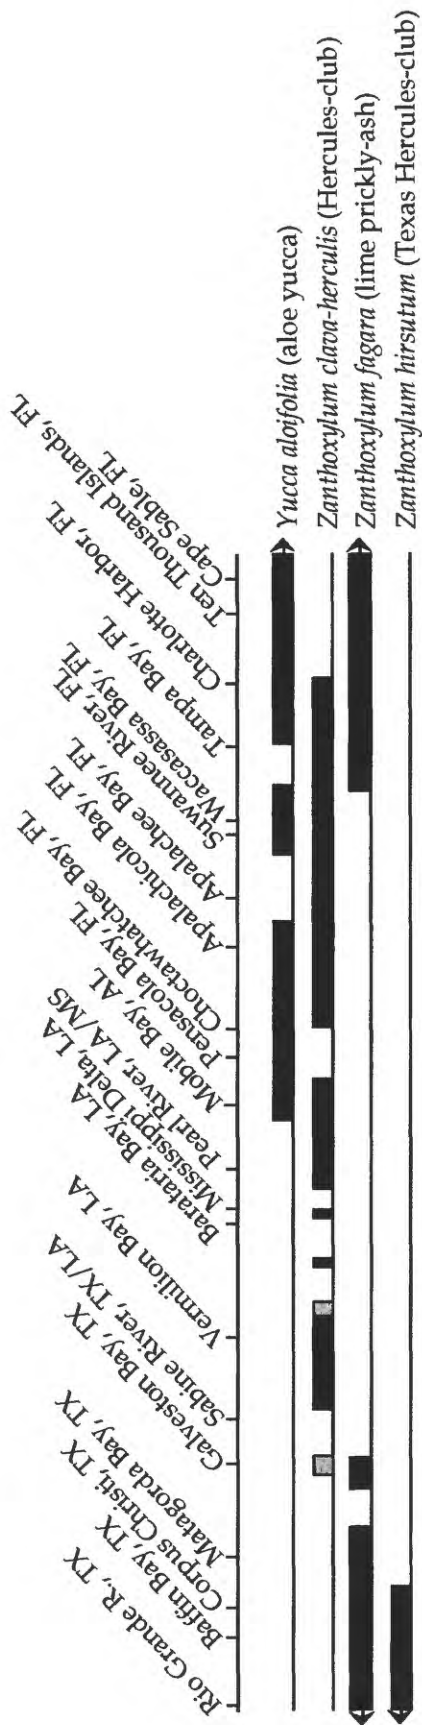 Rio Grande R., TX
Baffin Bay, TX
Corpus Christi, TX
Matagorda Bay, TX
Galveston Bay, TX
Sabine River, TX/LA
Vermilion Bay, LA
Barataria Bay, LA
Mississippi Delta, LA
Pearl River, LA/MS
Mobile Bay, AL
Pensacola Bay, FL
Choctawhatchee Bay, FL
Apalachicola Bay, FL
Apalachee Bay, FL
Suwannee River, FL
Waccasassa Bay, FL
Tampa Bay, FL
Charlotte Harbor, FL
Ten Thousand Islands, FL
Cape Sable, FL
Yucca aloifolia (aloe yucca)
Zanthoxylum clava-herculis (Hercules-club)
Zanthoxylum fagara (lime prickly-ash)
Zanthoxylum hirsutum (Texas Hercules-club)